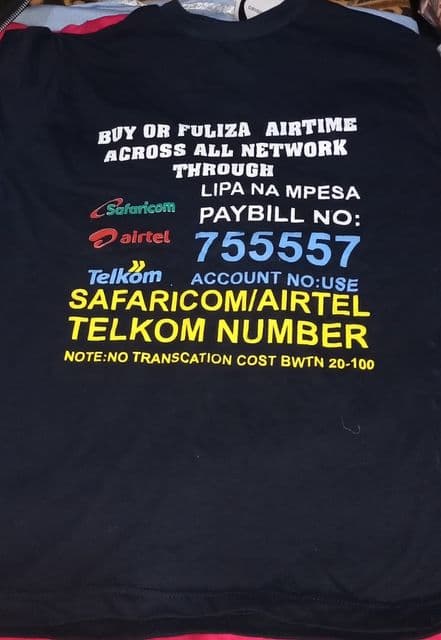 BUY OR FULIZA AIRTIME
ACROSS ALL NETWORK
THROUGH
LIPA NA MPESA
Safaricom
PAYBILL NO:
airtel
755557
Telkom
ACCOUNT NO:USE
SAFARICOM/AIRTEL
TELKOM NUMBER
NOTE:NO TRANSCATION COST BWTN 20-100